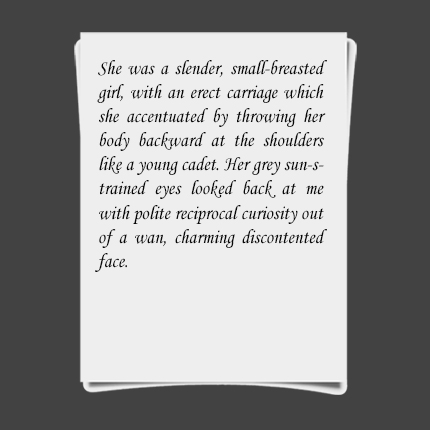 She was a slender, small-breasted
girl, with an erect carriage which
she accentuated by throwing her
body backward at the shoulders
like a young cadet. Her grey sun-s-
trained eyes looked back at me
with polite reciprocal curiosity out
of a wan, charming discontented
face.